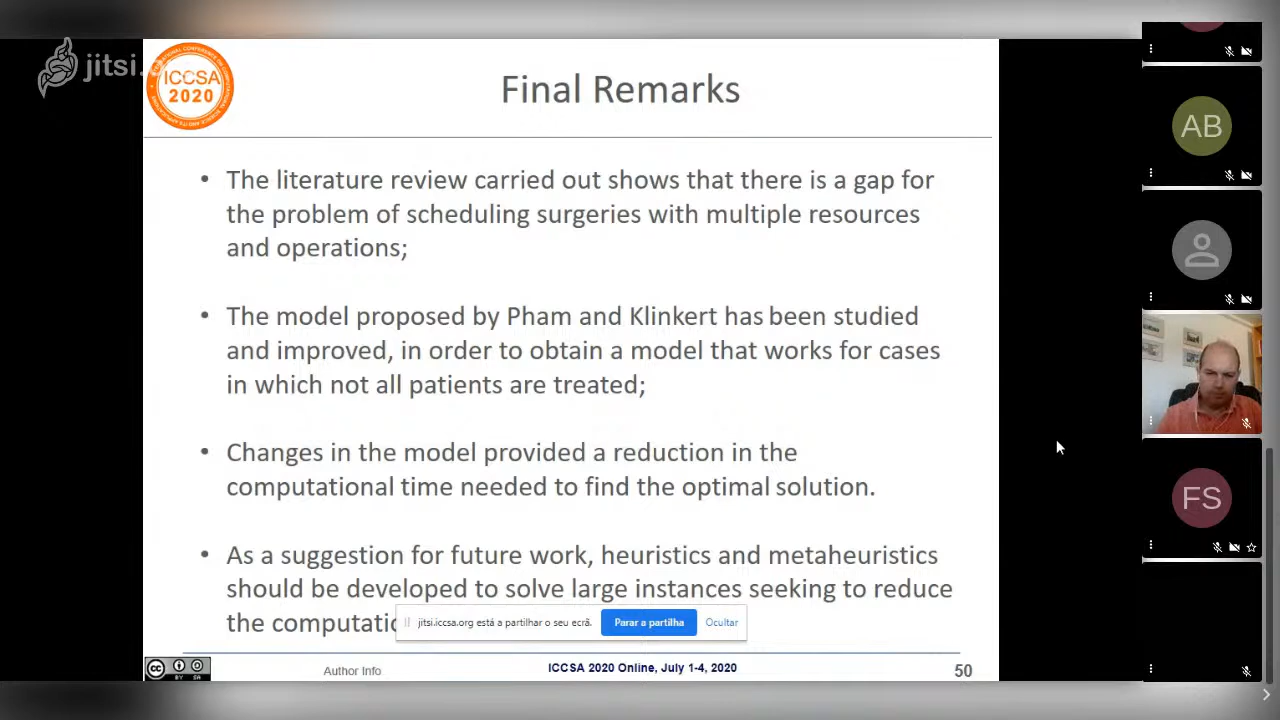 jitsi.
ICCSA
2020
Final Remarks
• The literature review carried out shows that there is a gap for
the problem of scheduling surgeries with multiple resources
and operations;
• The model proposed by Pham and Klinkert has been studied
and improved, in order to obtain a model that works for cases
in which not all patients are treated;
• Changes in the model provided a reduction in the
computational time needed to find the optimal solution.
• As a suggestion for future work, heuristics and metaheuristics
should be developed to solve large instances seeking to reduce
the
jitsi.iccsa.org está a partilhar o seu ecrã.
Parar a partilha
Ocultar
cc
BY SA
Author Info
ICCSA 2020 Online, July 1-4, 2020
50
AB
FS